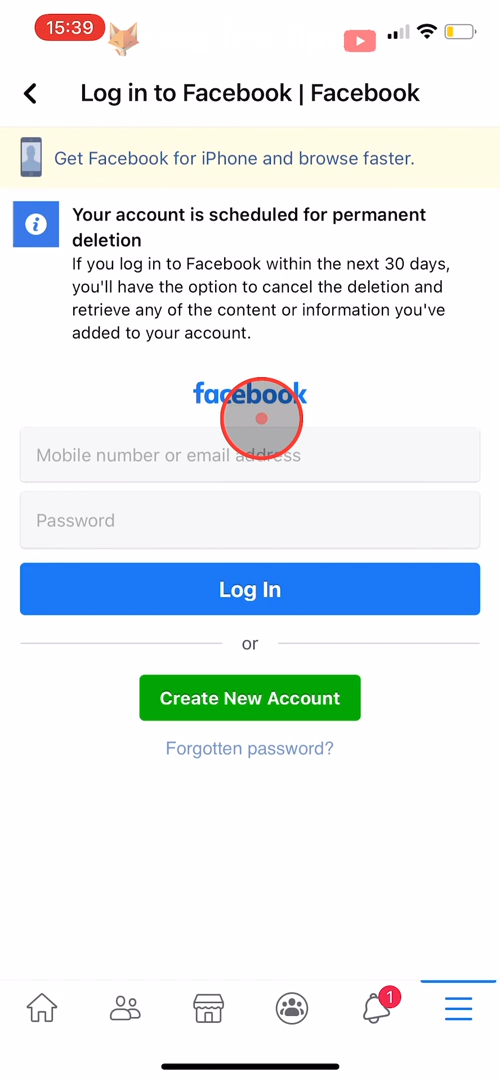 15:39
Log in to Facebook | Facebook
Get Facebook for iPhone and browse faster.
Your account is scheduled for permanent
deletion
If you log in to Facebook within the next 30 days,
you'll have the option to cancel the deletion and
retrieve any of the content or information you've
added to your account.
facebook
Mobile number or email address
Password
Log In
or
Create New Account
Forgotten password?
1